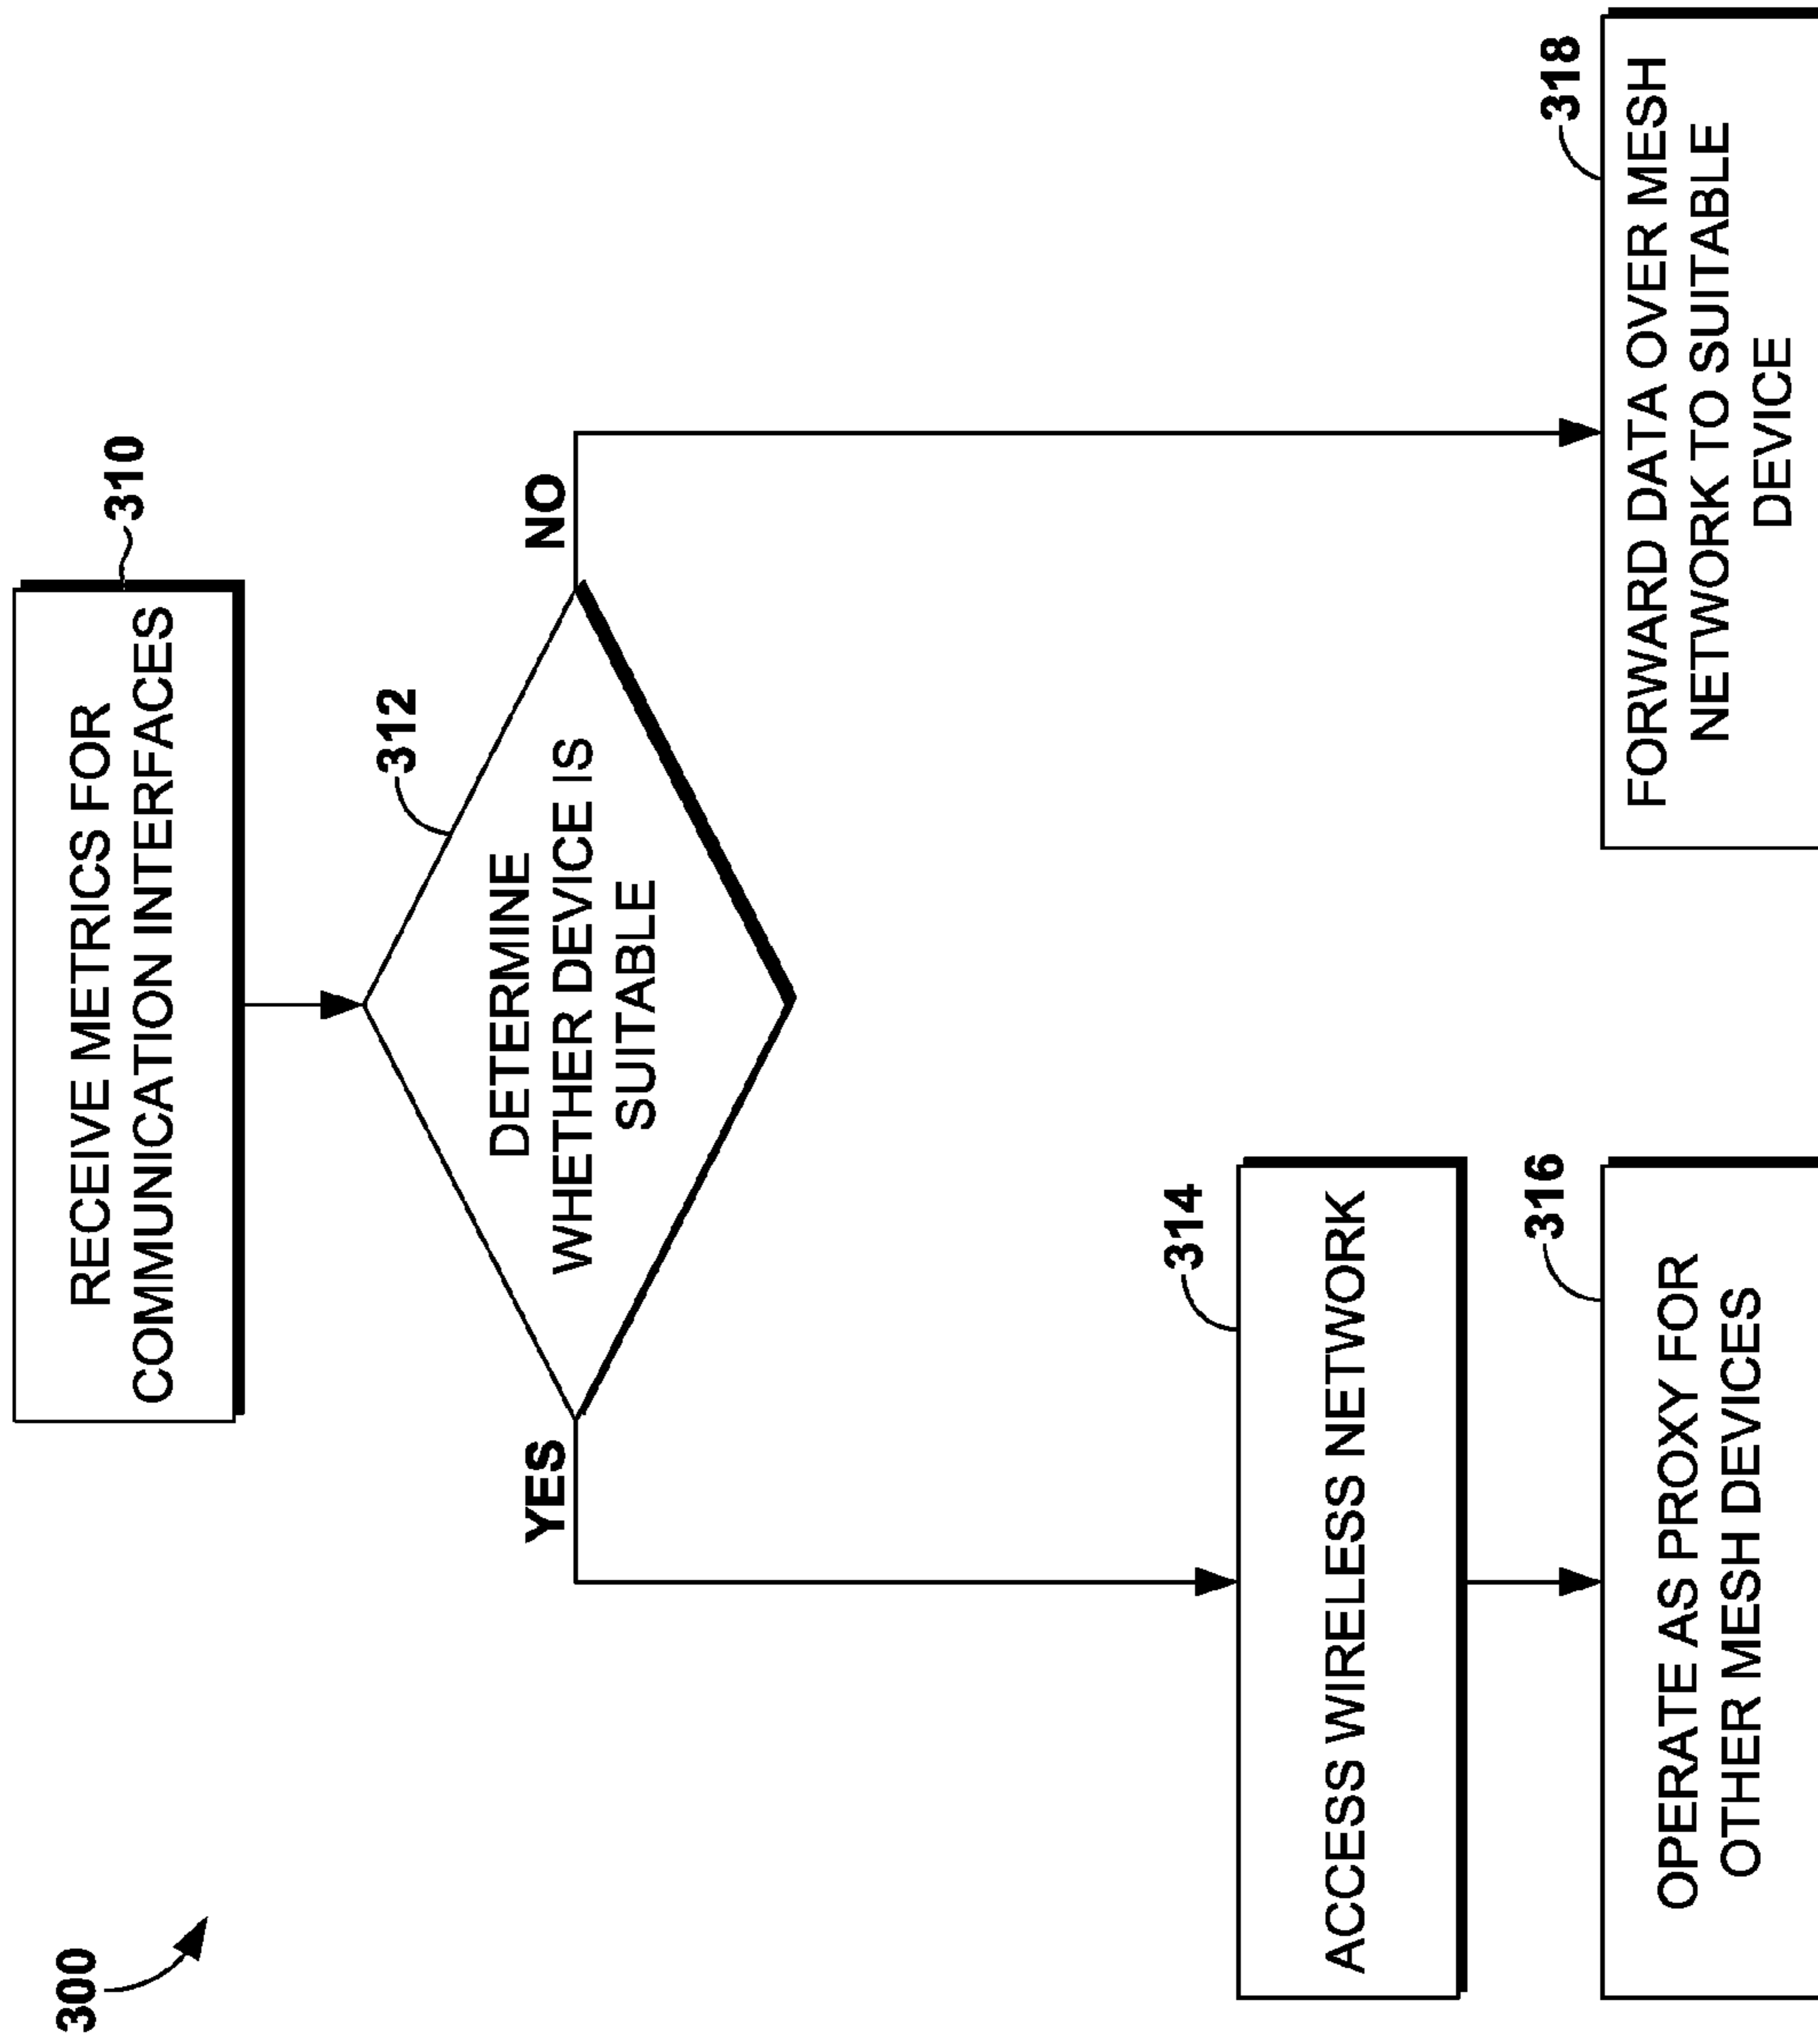 300
RECEIVE METRICS FOR
COMMUNICATION INTERFACES
310
312
DETERMINE
WHETHER DEVICE IS
SUITABLE
YES
NO
314
ACCESS WIRELESS NETWORK
316
OPERATE AS PROXY FOR
OTHER MESH DEVICES
318
FORWARD DATA OVER MESH
NETWORK TO SUITABLE
DEVICE